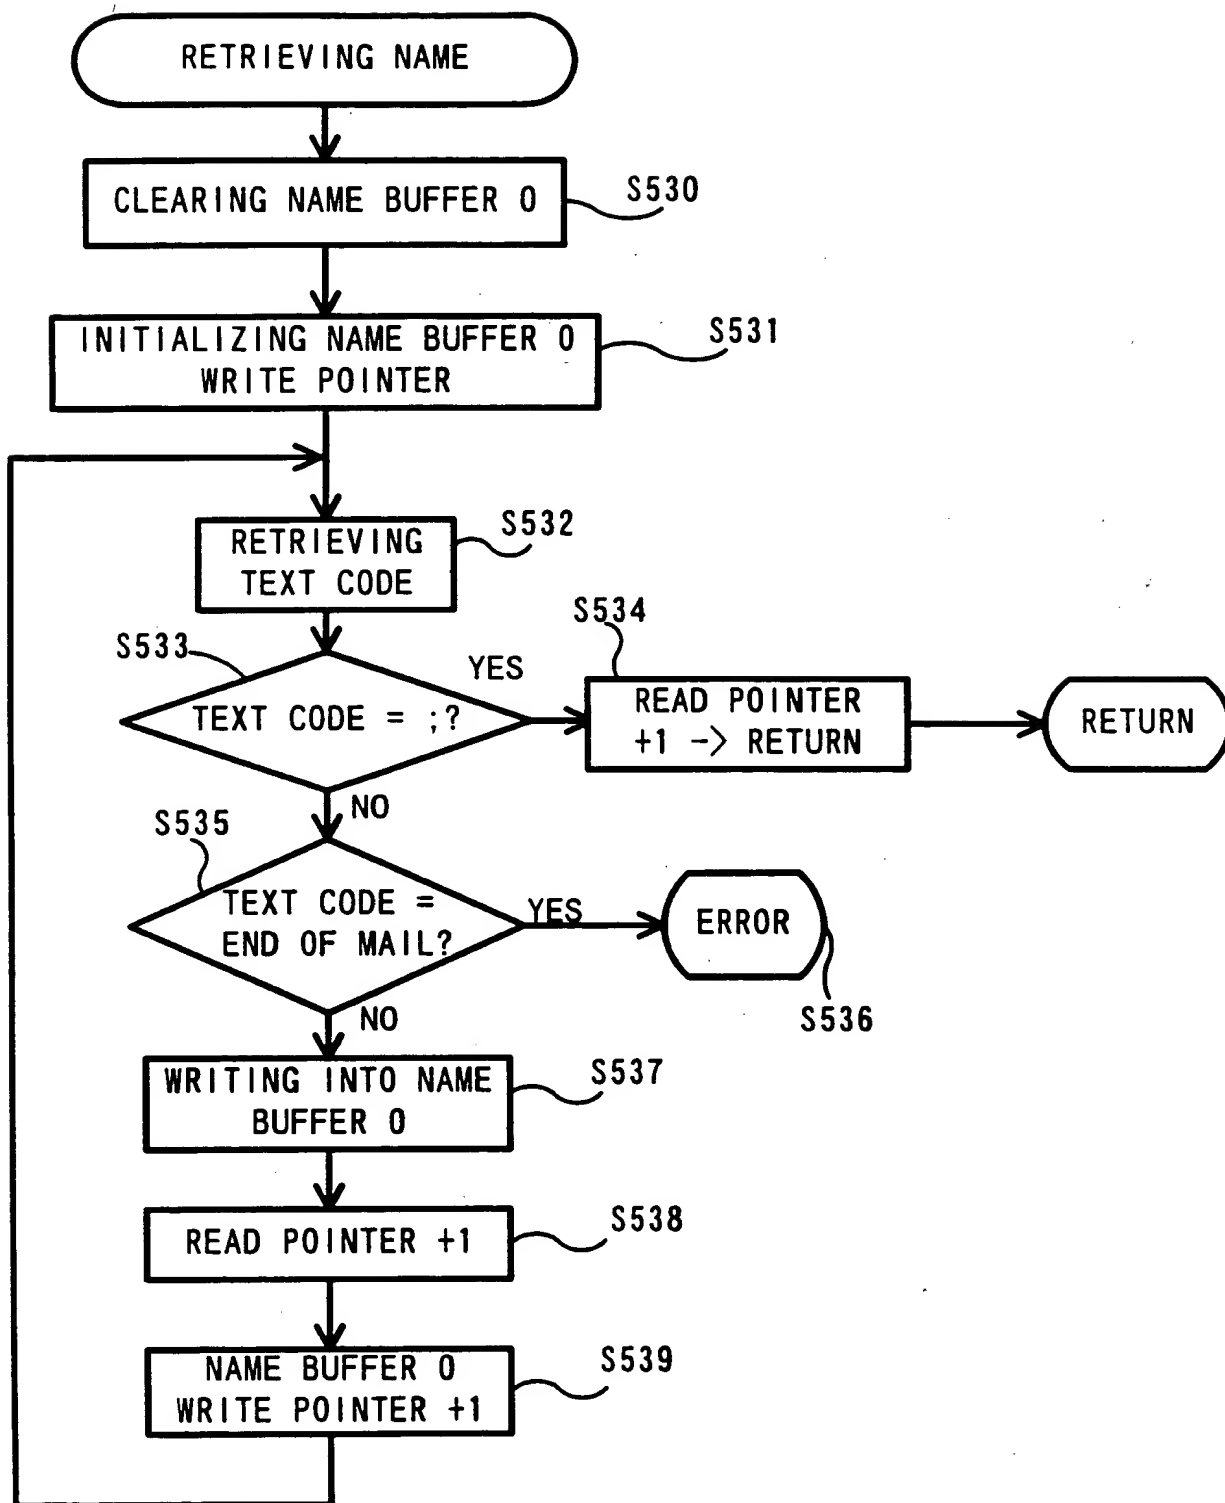 RETRIEVING NAME
CLEARING NAME BUFFER 0
S530
INITIALIZING NAME BUFFER 0
WRITE POINTER
S531
RETRIEVING
TEXT CODE
S532
S533
TEXT CODE = ;?
YES
S534
READ POINTER
+1 -> RETURN
RETURN
NO
S535
TEXT CODE =
END OF MAIL?
YES
ERROR
S536
NO
WRITING INTO NAME
BUFFER 0
S537
READ POINTER +1
S538
NAME BUFFER 0
WRITE POINTER +1
S539